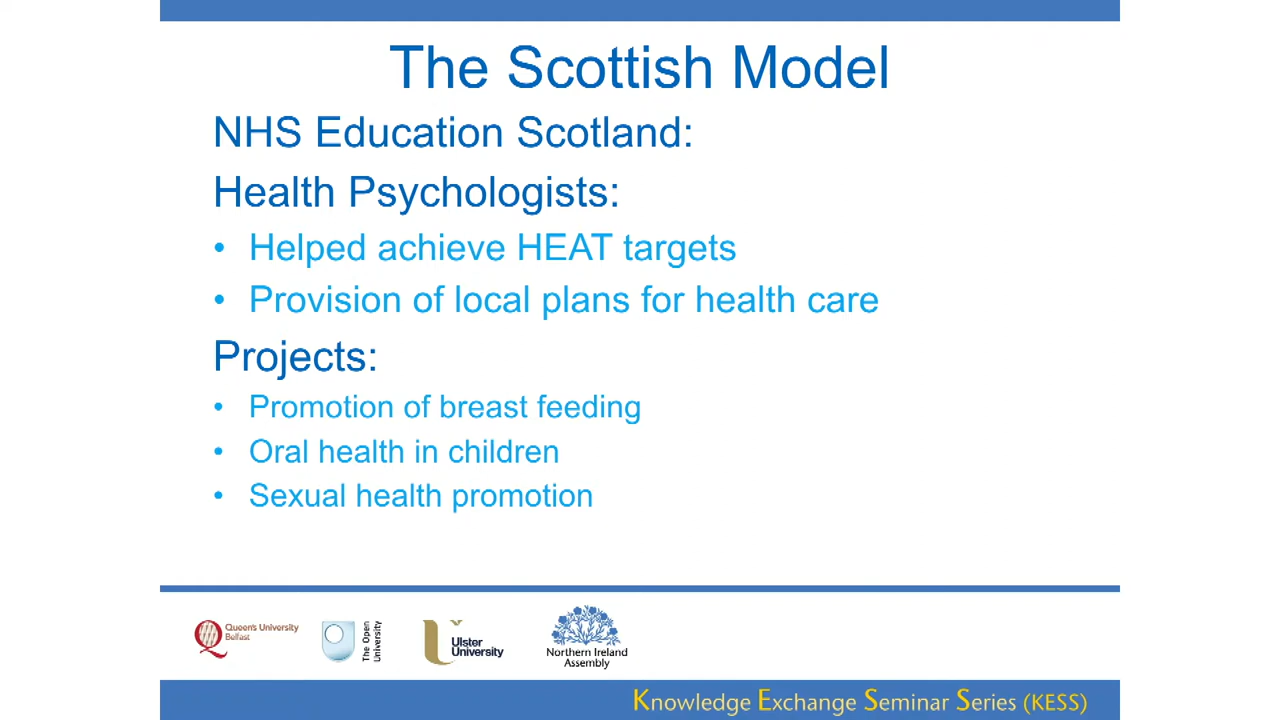 The Scottish Model
NHS Education Scotland:
Health Psychologists:
• Helped achieve HEAT targets
• Provision of local plans for health care
Projects:
• Promotion of breast feeding
• Oral health in children
• Sexual health promotion
Queen's University
Belfast
The Open
University
Ulster
University
Northern Ireland
Assembly
Knowledge Exchange Seminar Series (KESS)